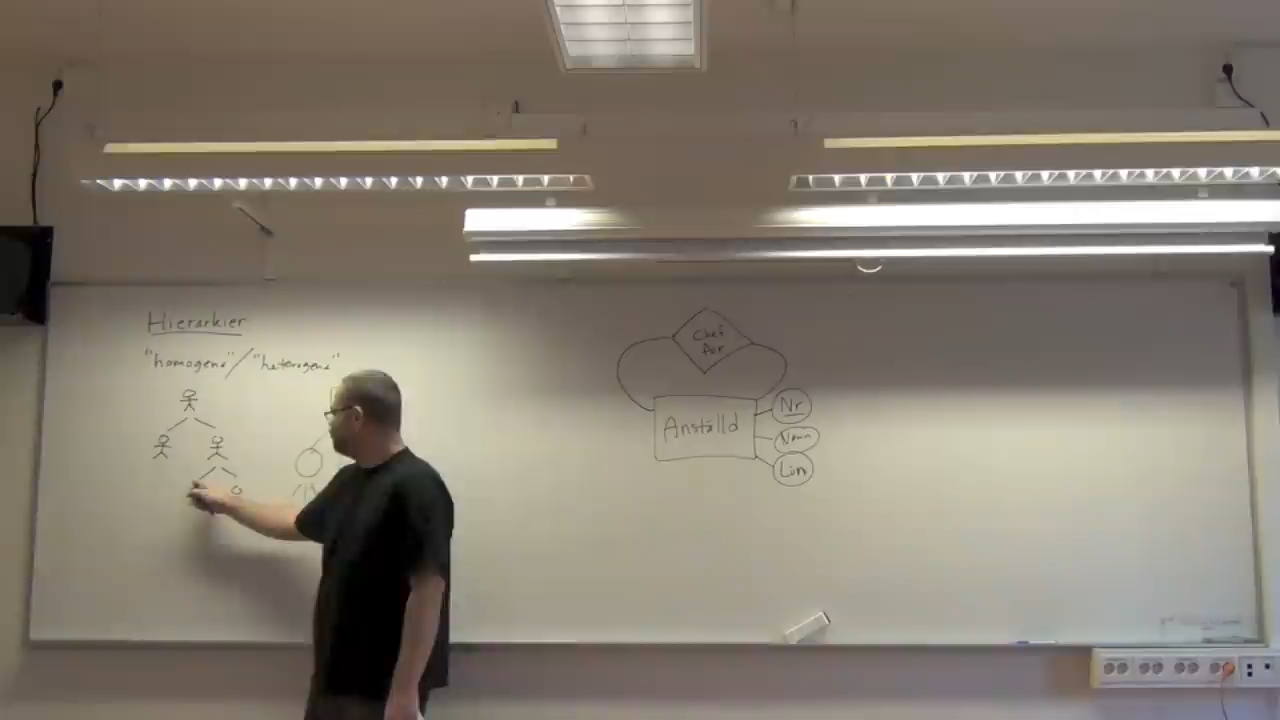 Hierarkier
"homogena"/"heterogena"
Chef
för
Anställd
Nr
Namn
Lön